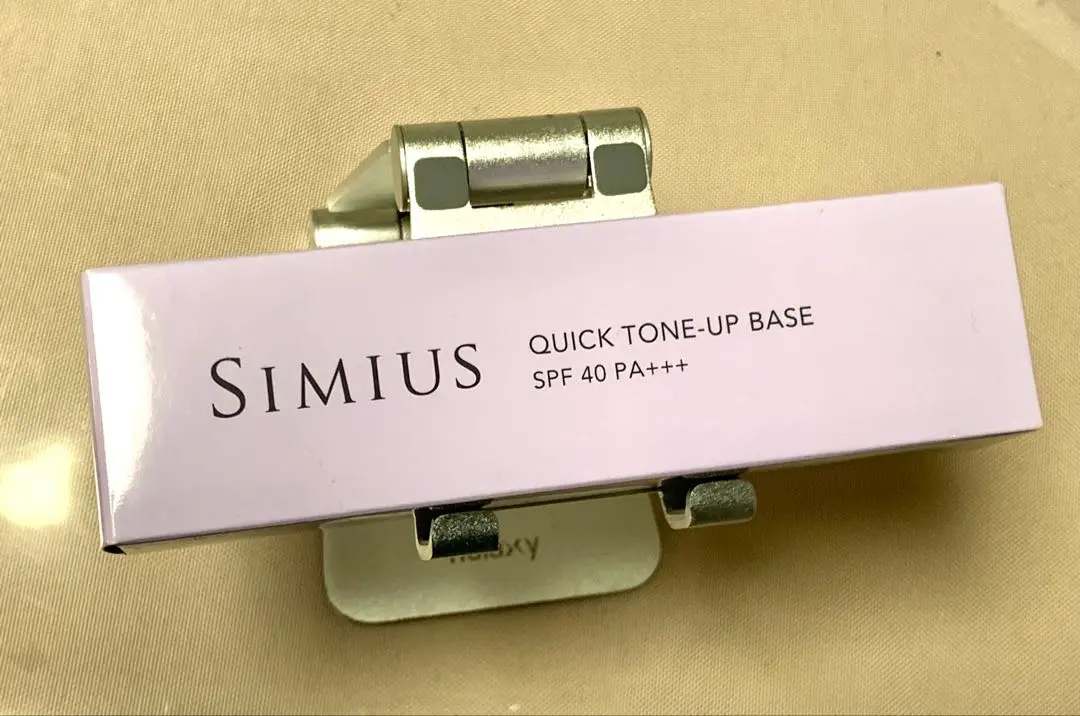 SIMIUS
QUICK TONE-UP BASE
SPF 40 PA+++